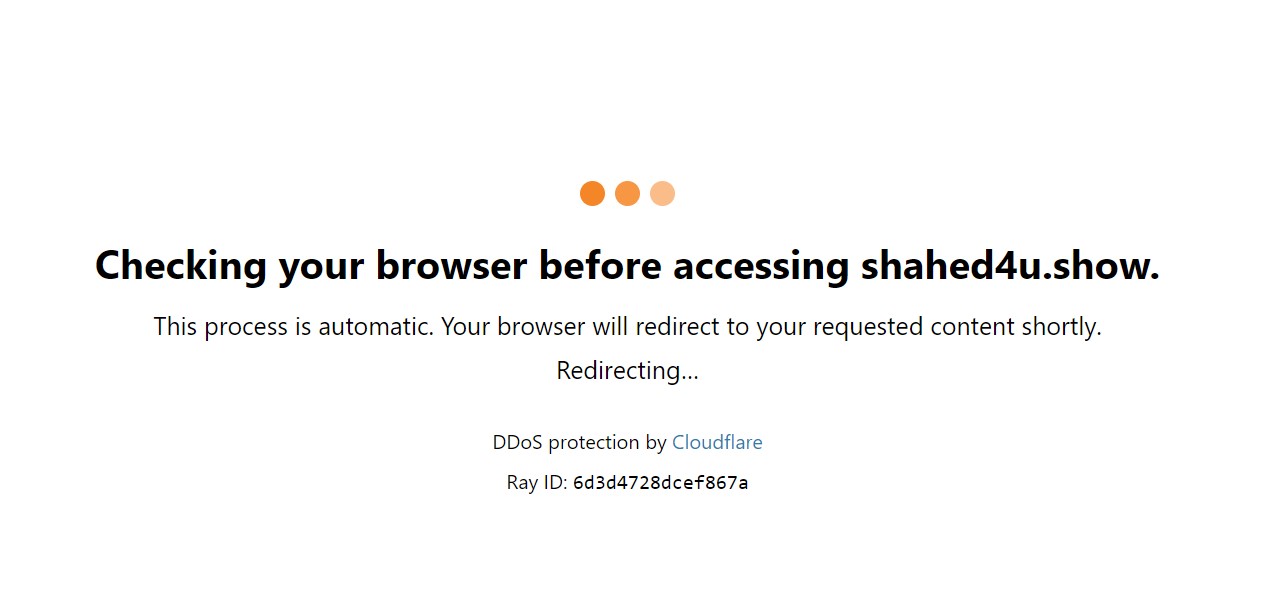 Checking your browser before accessing shahed4u.show.
This process is automatic. Your browser will redirect to your requested content shortly.
Redirecting...
DDoS protection by Cloudflare
Ray ID: 6d3d4728dcef867a